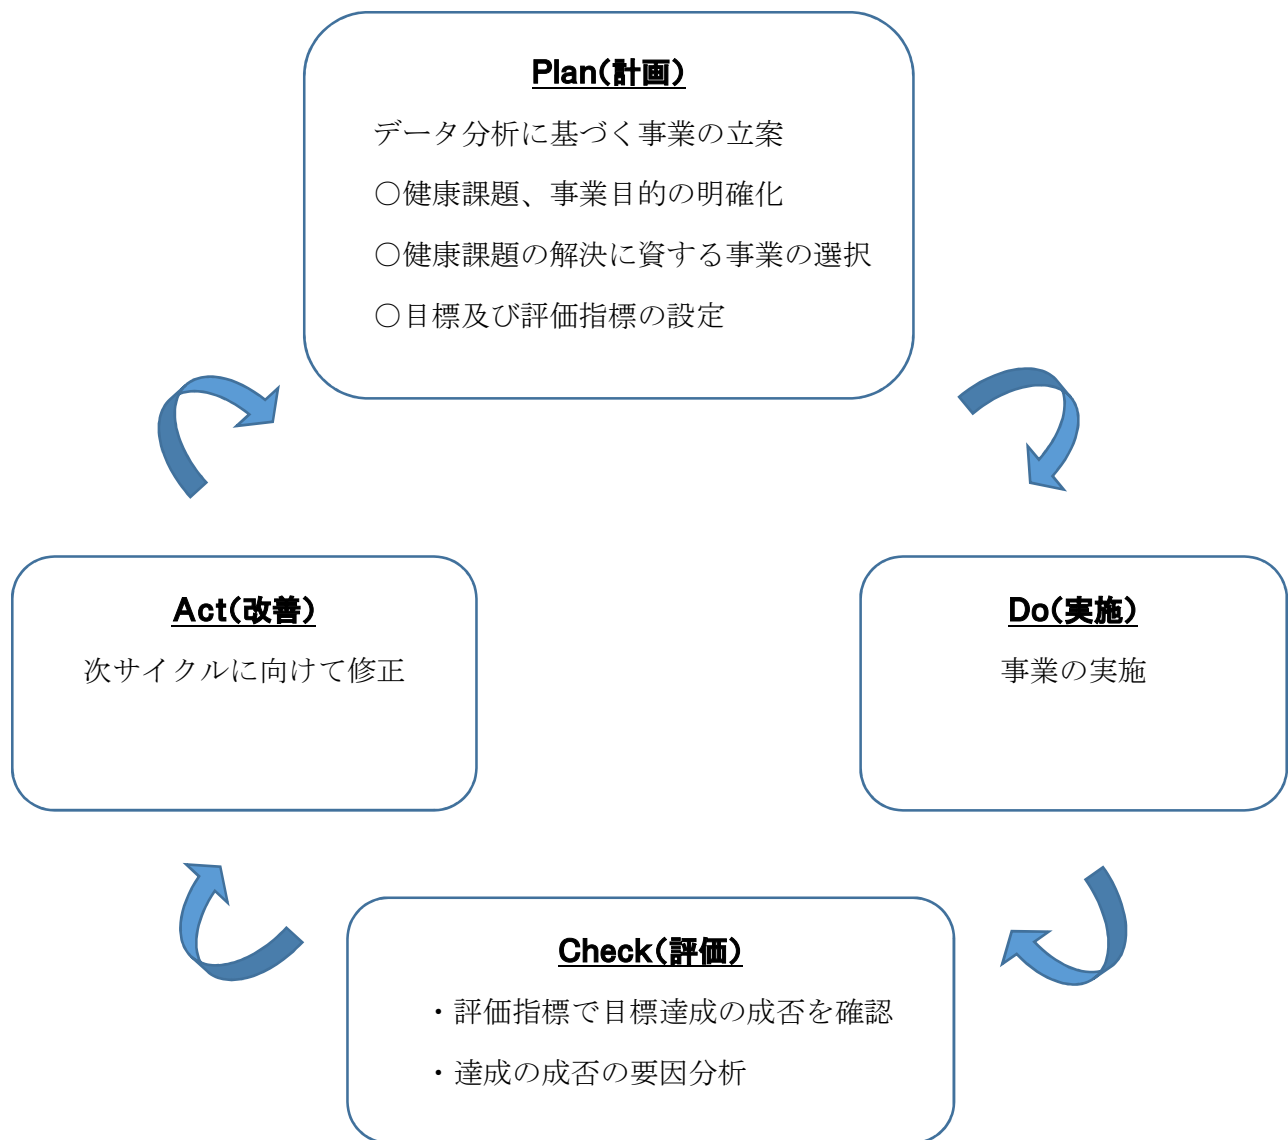 Plan(計画)
データ分析に基づく事業の立案
○健康課題、事業目的の明確化
○健康課題の解決に資する事業の選択
○目標及び評価指標の設定
Act(改善)
次サイクルに向けて修正
Do(実施)
事業の実施
Check(評価)
・評価指標で目標達成の成否を確認
・達成の成否の要因分析